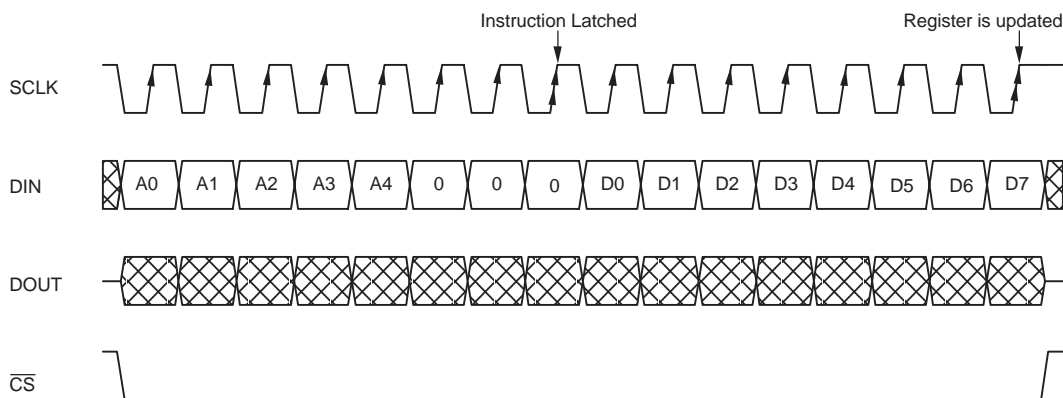 Instruction Latched Register is updated
SCLK
DIN A0 A1 A2 A3 A4 0 0 0 D0 D1 D2 D3 D4 D5 D6 D7
DOUT
CS